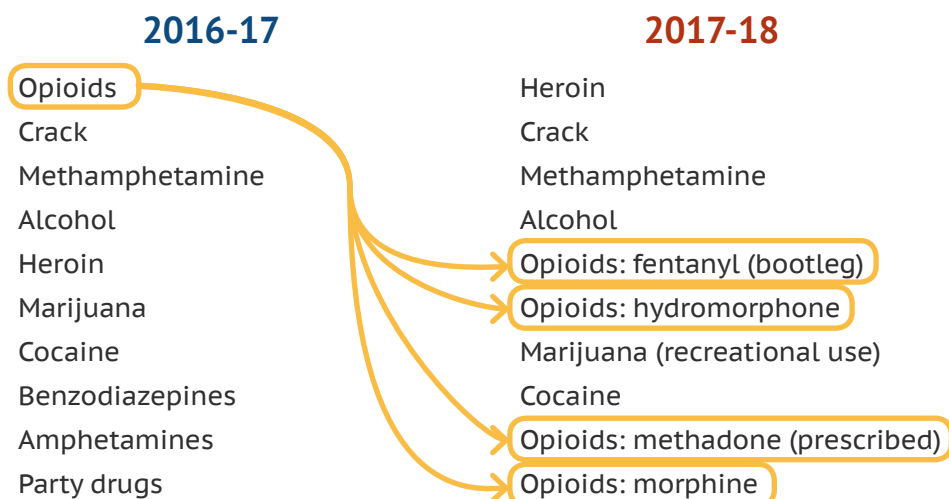 2016-17
Opioids
Crack
Methamphetamine
Alcohol
Heroin
Marijuana
Cocaine
Benzodiazepines
Amphetamines
Party drugs
2017-18
Heroin
Crack
Methamphetamine
Alcohol
Opioids: fentanyl (bootleg)
Opioids: hydromorphone
Marijuana (recreational use)
Cocaine
Opioids: methadone (prescribed)
Opioids: morphine